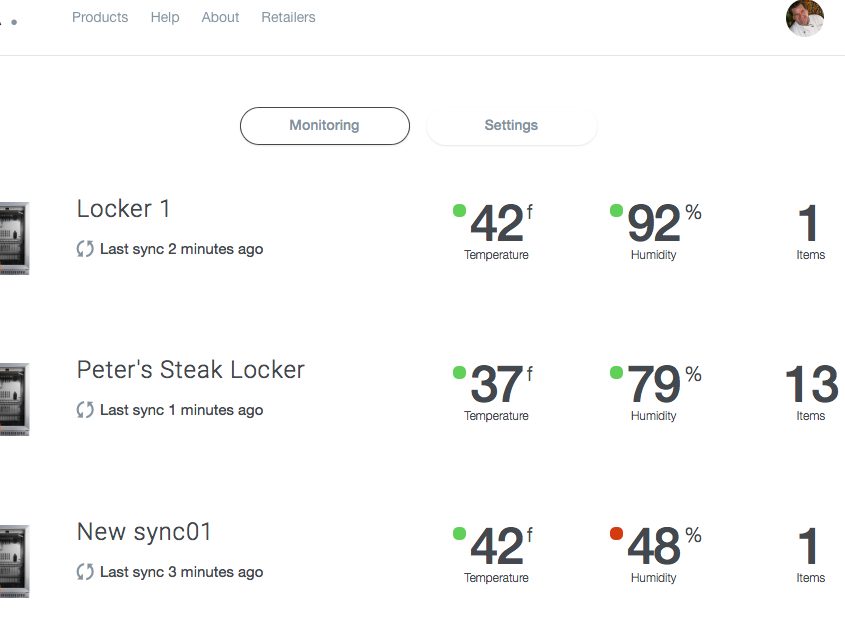 Products Help About Retailers
Monitoring Settings
Locker 1
42 f 92 % 1
Last sync 2 minutes ago
Temperature Humidity Items
Peter's Steak Locker
37 f 79 % 13
Last sync 1 minutes ago
Temperature Humidity Items
New sync01
42 f 48 % 1
Last sync 3 minutes ago
Temperature Humidity Items